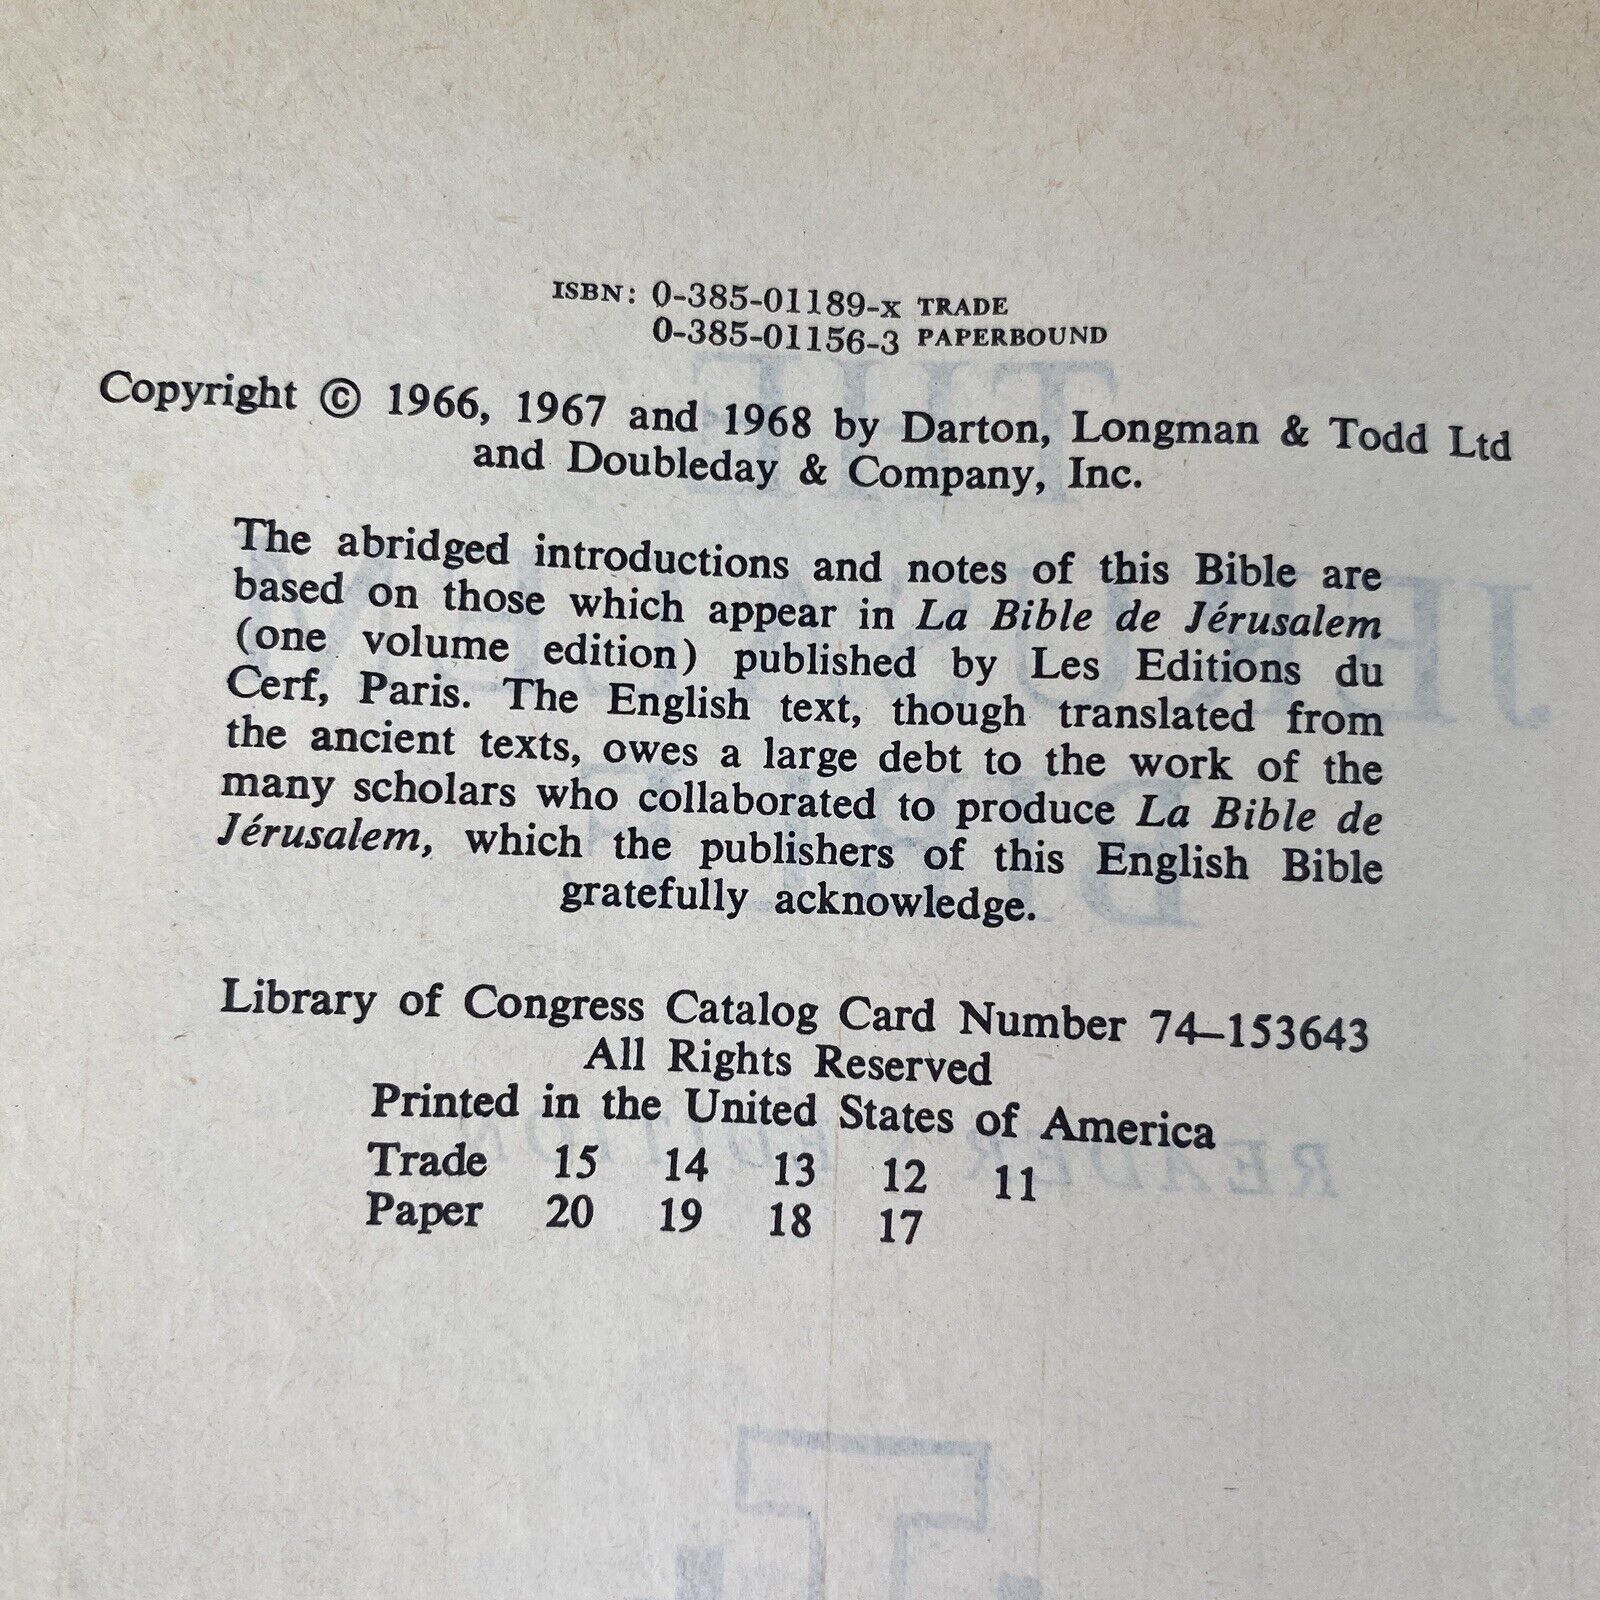 ISBN: 0-385-01189-x TRADE
0-385-01156-3 PAPERBOUND
Copyright © 1966, 1967 and 1968 by Darton, Longman & Todd Ltd
and Doubleday & Company, Inc.
The abridged introductions and notes of this Bible are
based on those which appear in La Bible de Jérusalem
(one volume edition) published by Les Editions du
Cerf, Paris. The English text, though translated from
the ancient texts, owes a large debt to the work of the
many scholars who collaborated to produce La Bible de
Jérusalem, which the publishers of this English Bible
gratefully acknowledge.
Library of Congress Catalog Card Number 74–153643
All Rights Reserved
Printed in the United States of America
Trade 15 14 13 12 11
Paper 20 19 18 17